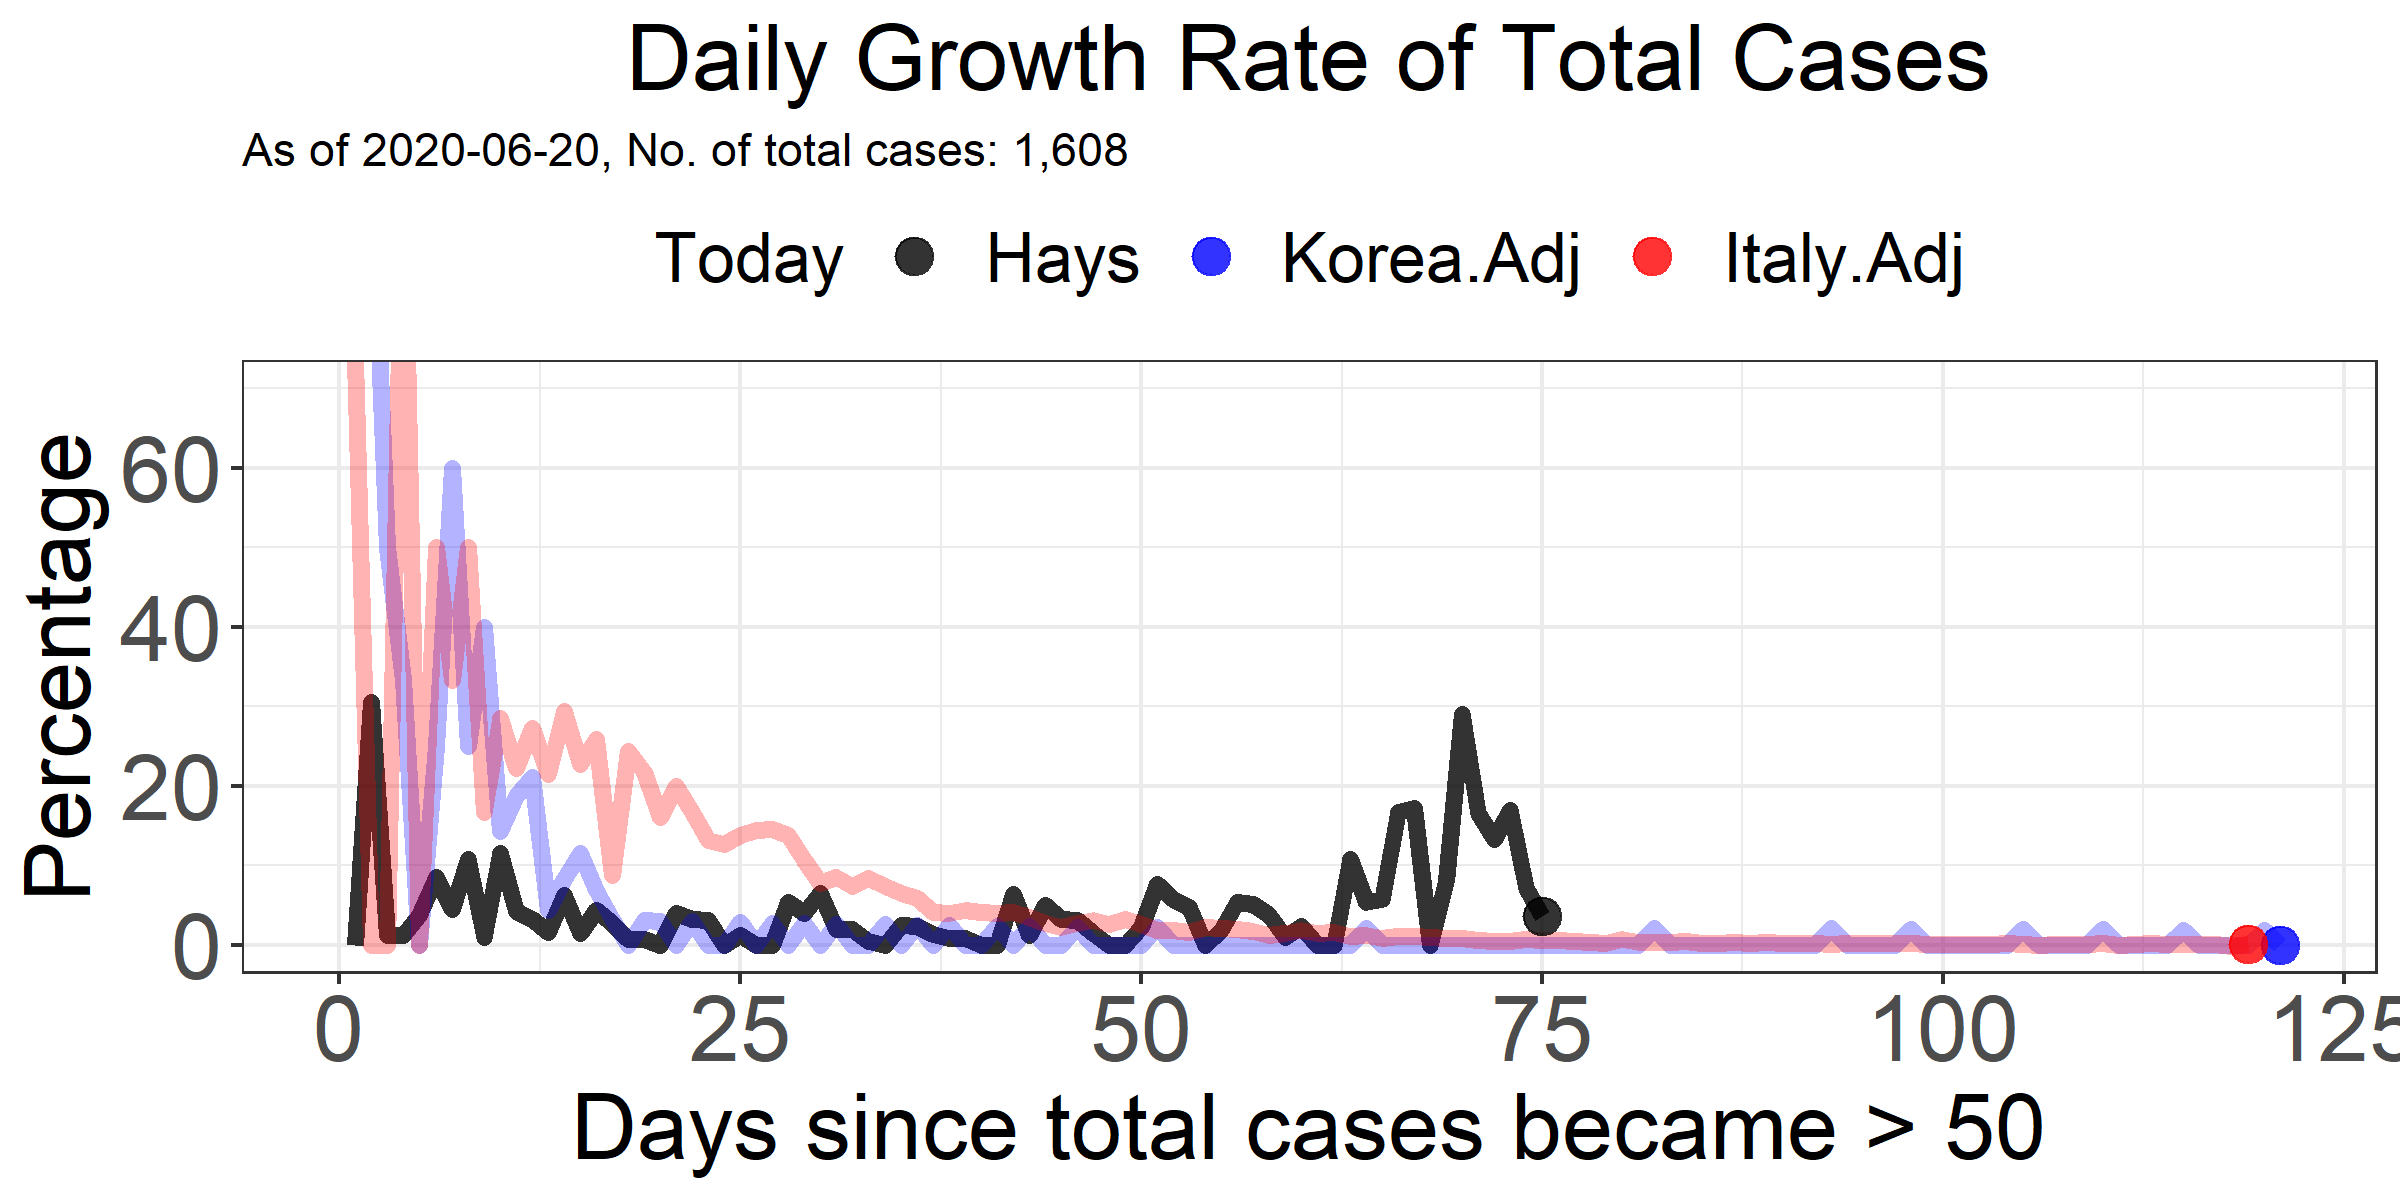 Daily Growth Rate of Total Cases
As of 2020-06-20, No. of total cases: 1,608
Today Hays Korea.Adj Italy.Adj
Percentage
60
40
20
0
0 25 50 75 100 125
Days since total cases became > 50